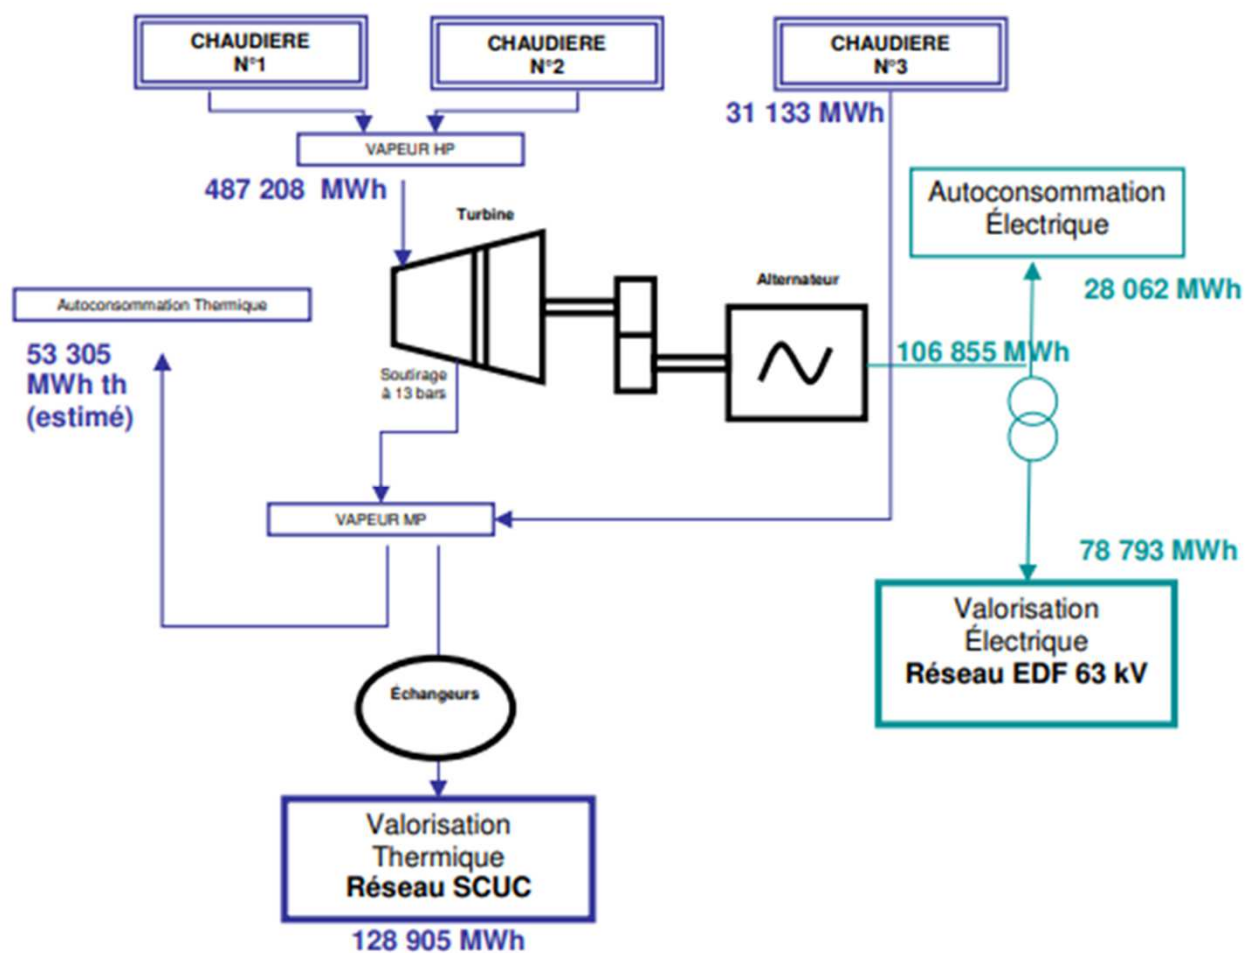 CHAUDIERE
N°1
CHAUDIERE
N°2
CHAUDIERE
N°3
31 133 MWh
VAPEUR HP
487 208 MWh
Turbine
Autoconsommation
Électrique
28 062 MWh
Alternateur
Autoconsommation Thermique
53 305
MWh th
(estimé)
106 855 MWh
Soutirage
à 13 bars
VAPEUR MP
78 793 MWh
Valorisation
Électrique
Réseau EDF 63 kV
Échangeurs
Valorisation
Thermique
Réseau SCUC
128 905 MWh